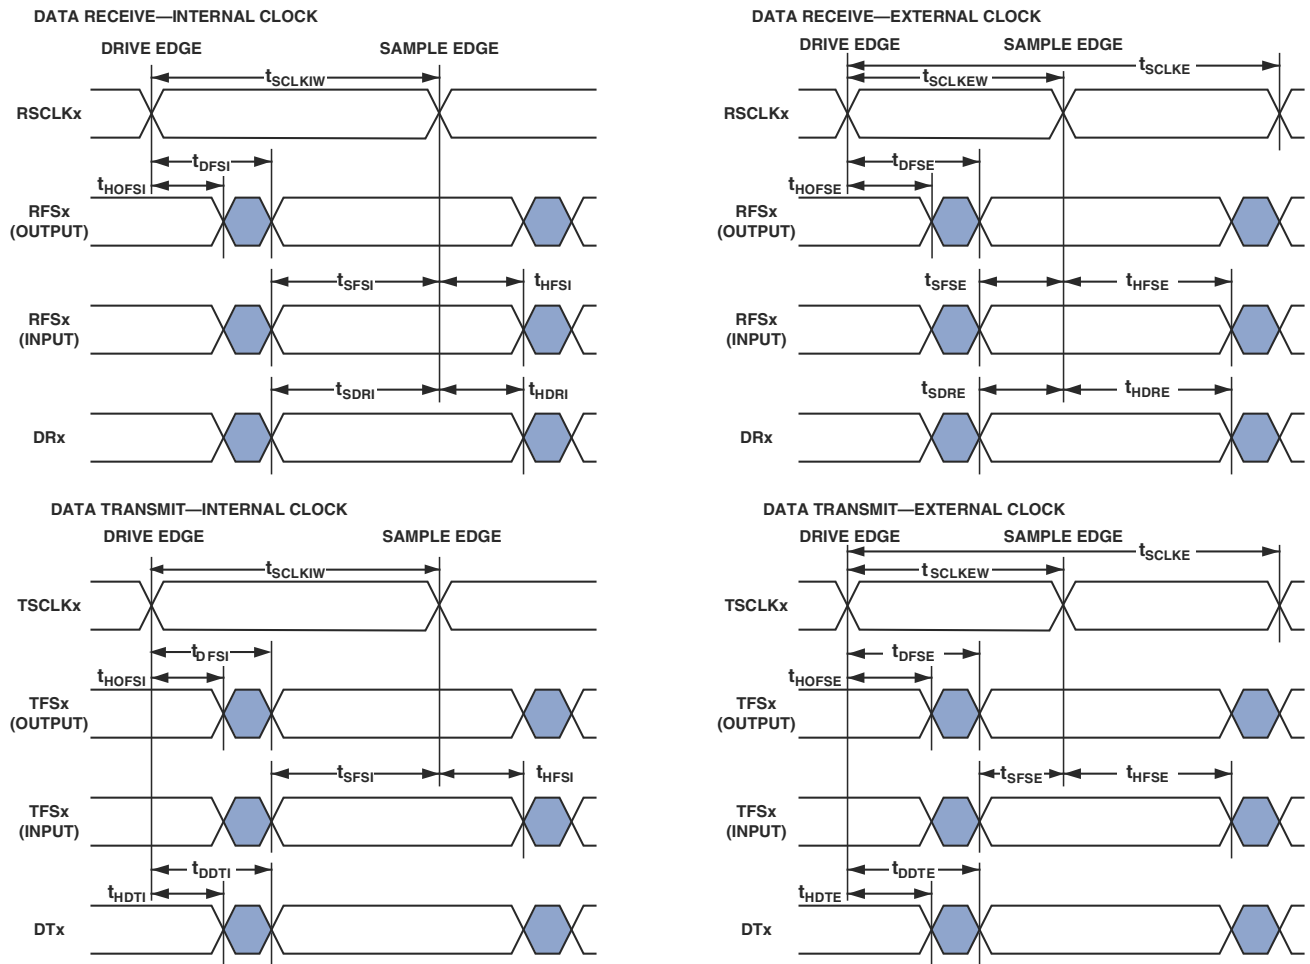 DATA RECEIVE—INTERNAL CLOCK
DRIVE EDGE
SAMPLE EDGE
tSCLKIW
RSCLKx
tDFSI
tHOFSI
RFSx
(OUTPUT)
tSFSI
tHFSI
RFSx
(INPUT)
tSDRI
tHDRI
DRx
DATA RECEIVE—EXTERNAL CLOCK
DRIVE EDGE
SAMPLE EDGE
tSCLKE
tSCLKEW
RSCLKx
tDFSE
tHOFSE
RFSx
(OUTPUT)
tSFSE
tHFSE
RFSx
(INPUT)
tSDRE
tHDRE
DRx
DATA TRANSMIT—INTERNAL CLOCK
DRIVE EDGE
SAMPLE EDGE
tSCLKIW
TSCLKx
tDFSI
tHOFSI
TFSx
(OUTPUT)
tSFSI
tHFSI
TFSx
(INPUT)
tDDTI
tHDTI
DTx
DATA TRANSMIT—EXTERNAL CLOCK
DRIVE EDGE
SAMPLE EDGE
tSCLKE
tSCLKEW
TSCLKx
tDFSE
tHOFSE
TFSx
(OUTPUT)
tSFSE
tHFSE
TFSx
(INPUT)
tDDTE
tHDTE
DTx